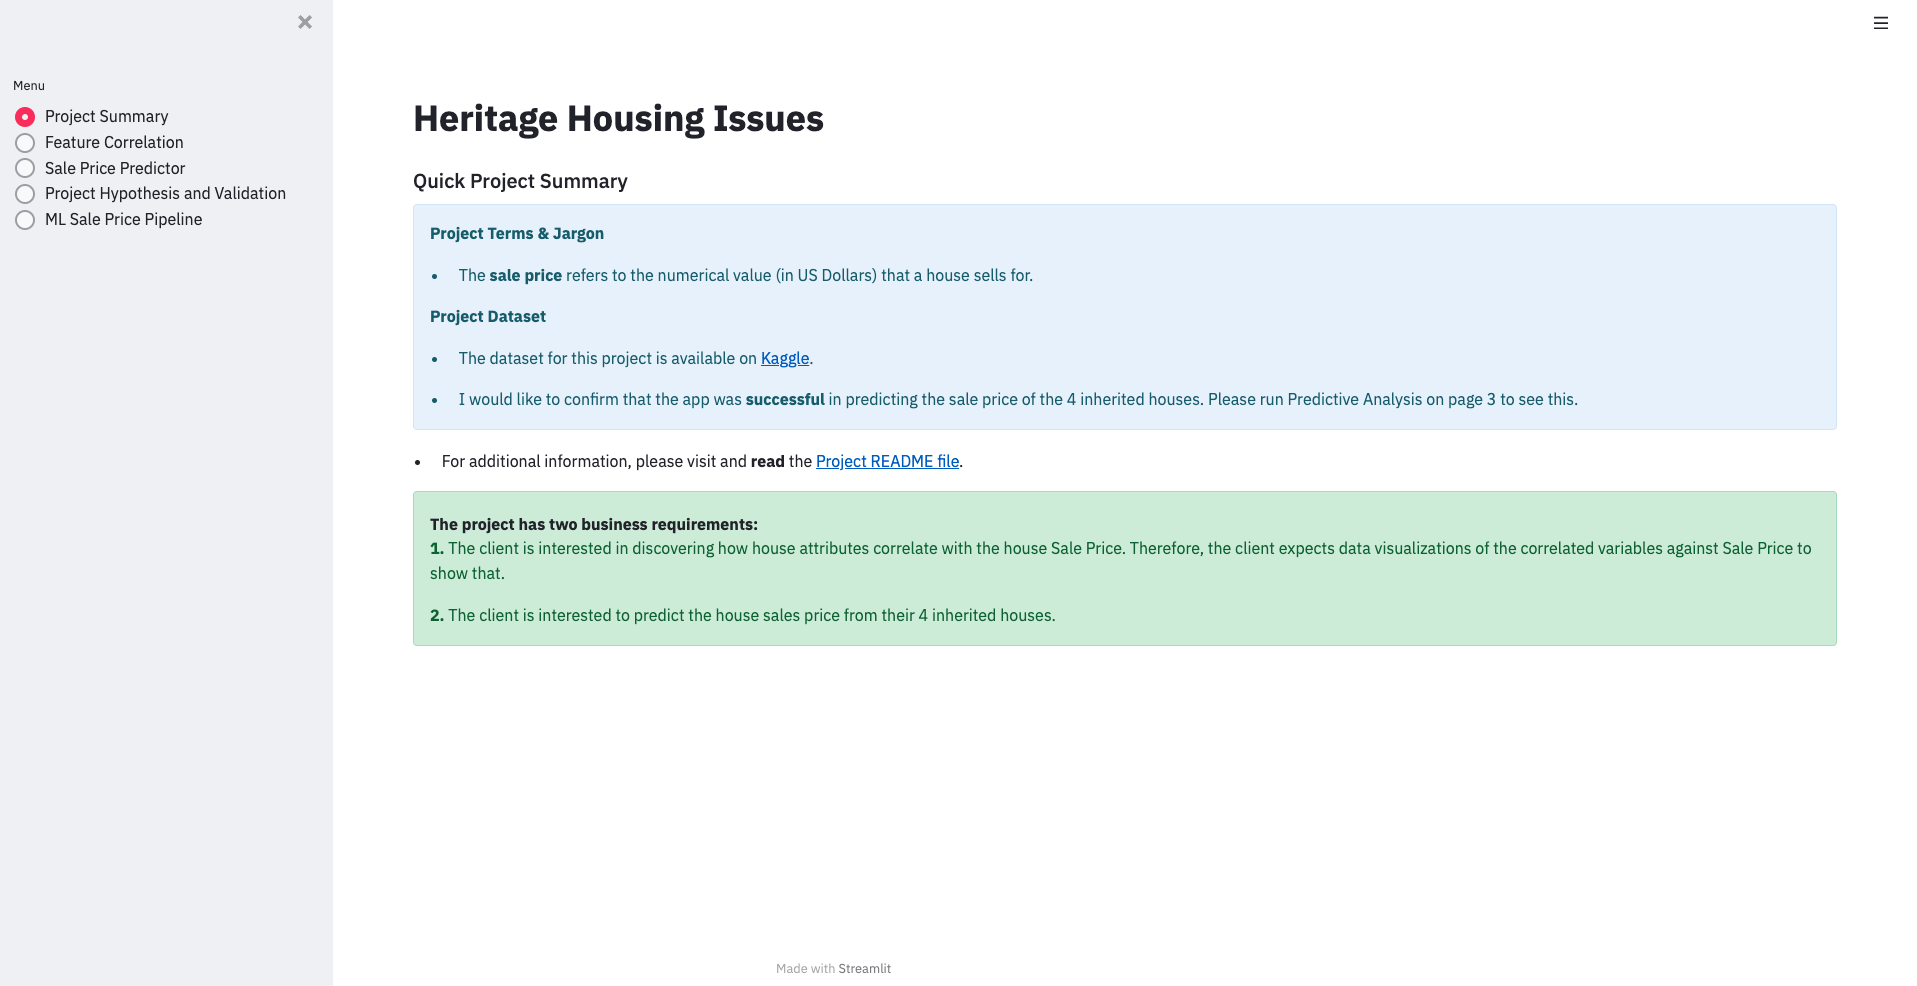 Menu
Project Summary
Feature Correlation
Sale Price Predictor
Project Hypothesis and Validation
ML Sale Price Pipeline
Heritage Housing Issues
Quick Project Summary
Project Terms & Jargon
• The sale price refers to the numerical value (in US Dollars) that a house sells for.
Project Dataset
• The dataset for this project is available on Kaggle.
• I would like to confirm that the app was successful in predicting the sale price of the 4 inherited houses. Please run Predictive Analysis on page 3 to see this.
• For additional information, please visit and read the Project README file.
The project has two business requirements:
1. The client is interested in discovering how house attributes correlate with the house Sale Price. Therefore, the client expects data visualizations of the correlated variables against Sale Price to
show that.
2. The client is interested to predict the house sales price from their 4 inherited houses.
Made with Streamlit